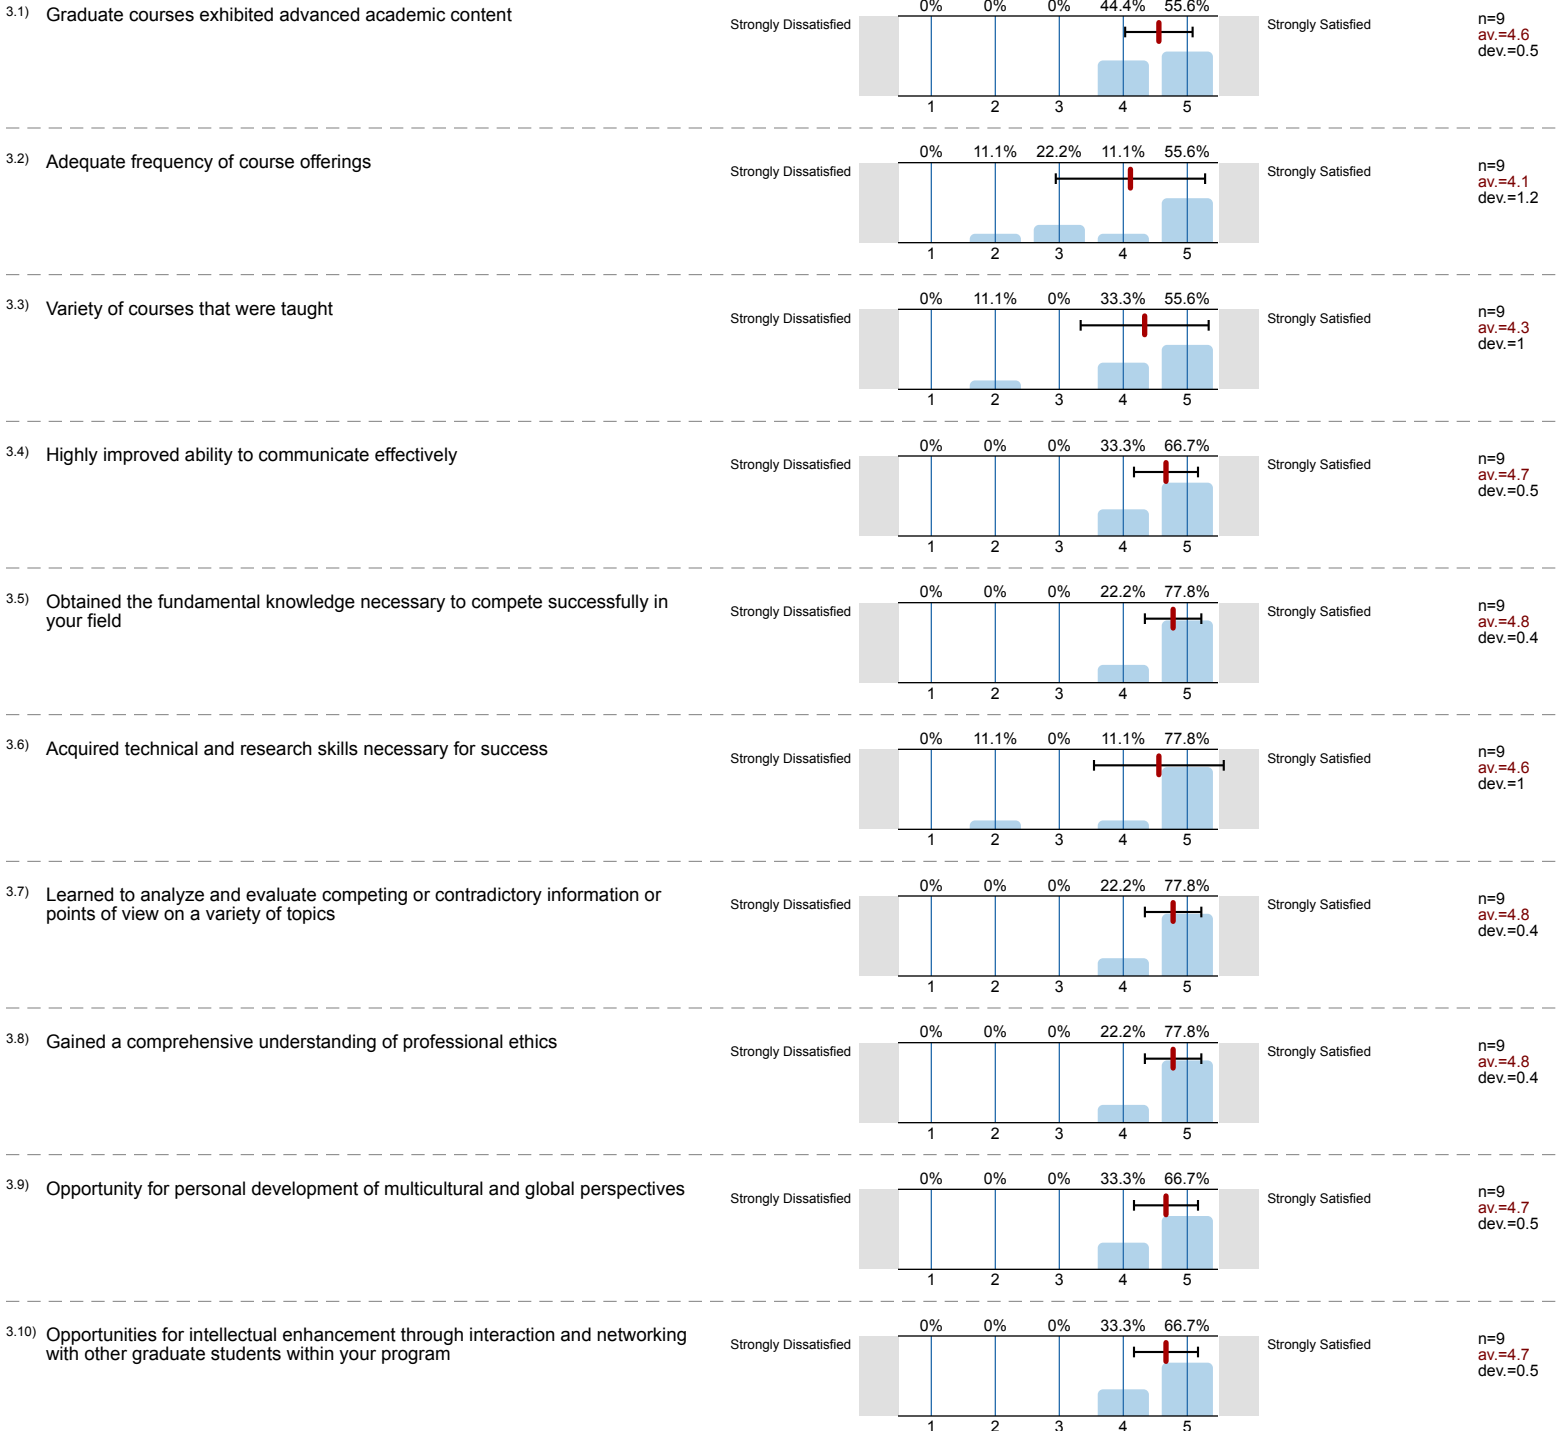 3.1) Graduate courses exhibited advanced academic content
Strongly Dissatisfied
0% 0% 0% 44.4% 55.6%
1 2 3 4 5
Strongly Satisfied
n=9
av.=4.6
dev.=0.5
3.2) Adequate frequency of course offerings
Strongly Dissatisfied
0% 11.1% 22.2% 11.1% 55.6%
1 2 3 4 5
Strongly Satisfied
n=9
av.=4.1
dev.=1.2
3.3) Variety of courses that were taught
Strongly Dissatisfied
0% 11.1% 0% 33.3% 55.6%
1 2 3 4 5
Strongly Satisfied
n=9
av.=4.3
dev.=1
3.4) Highly improved ability to communicate effectively
Strongly Dissatisfied
0% 0% 0% 33.3% 66.7%
1 2 3 4 5
Strongly Satisfied
n=9
av.=4.7
dev.=0.5
3.5) Obtained the fundamental knowledge necessary to compete successfully in
your field
Strongly Dissatisfied
0% 0% 0% 22.2% 77.8%
1 2 3 4 5
Strongly Satisfied
n=9
av.=4.8
dev.=0.4
3.6) Acquired technical and research skills necessary for success
Strongly Dissatisfied
0% 11.1% 0% 11.1% 77.8%
1 2 3 4 5
Strongly Satisfied
n=9
av.=4.6
dev.=1
3.7) Learned to analyze and evaluate competing or contradictory information or
points of view on a variety of topics
Strongly Dissatisfied
0% 0% 0% 22.2% 77.8%
1 2 3 4 5
Strongly Satisfied
n=9
av.=4.8
dev.=0.4
3.8) Gained a comprehensive understanding of professional ethics
Strongly Dissatisfied
0% 0% 0% 22.2% 77.8%
1 2 3 4 5
Strongly Satisfied
n=9
av.=4.8
dev.=0.4
3.9) Opportunity for personal development of multicultural and global perspectives
Strongly Dissatisfied
0% 0% 0% 33.3% 66.7%
1 2 3 4 5
Strongly Satisfied
n=9
av.=4.7
dev.=0.5
3.10) Opportunities for intellectual enhancement through interaction and networking
with other graduate students within your program
Strongly Dissatisfied
0% 0% 0% 33.3% 66.7%
1 2 3 4 5
Strongly Satisfied
n=9
av.=4.7
dev.=0.5